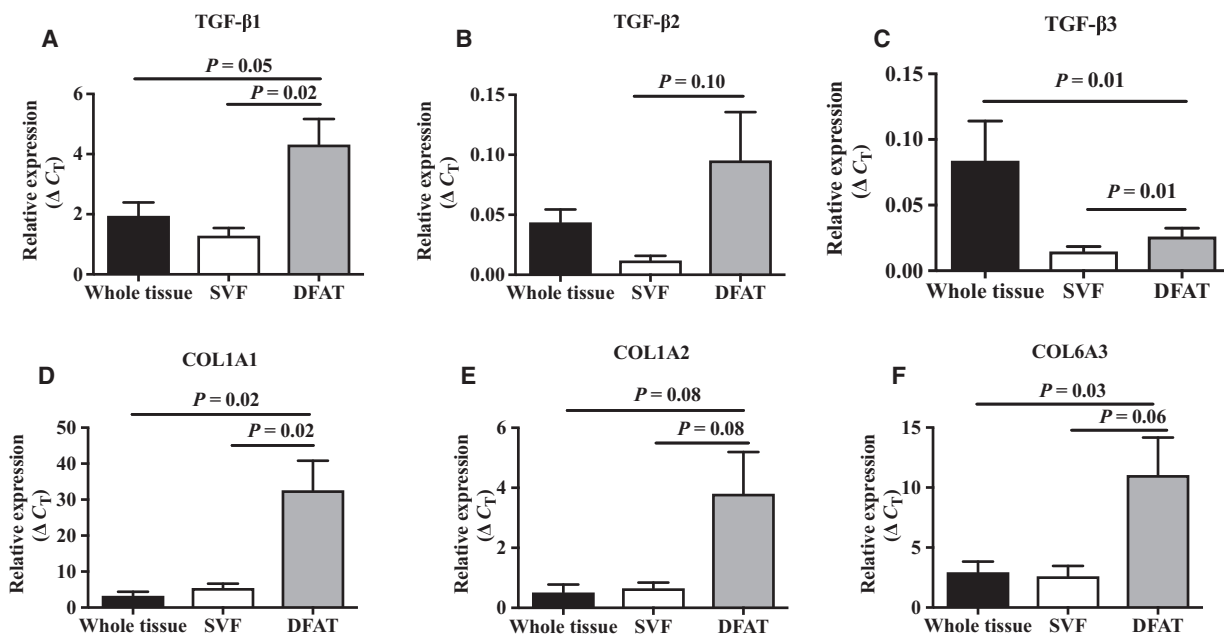 A
TGF-β1
P = 0.05
P = 0.02
Relative expression
(Δ CT)
6
4
2
0
Whole tissue SVF DFAT
B
TGF-β2
P = 0.10
Relative expression
(Δ CT)
0.15
0.10
0.05
0.00
Whole tissue SVF DFAT
C
TGF-β3
P = 0.01
P = 0.01
Relative expression
(Δ CT)
0.15
0.10
0.05
0.00
Whole tissue SVF DFAT
D
COL1A1
P = 0.02
P = 0.02
Relative expression
(Δ CT)
50
40
30
20
10
0
Whole tissue SVF DFAT
E
COL1A2
P = 0.08
P = 0.08
Relative expression
(Δ CT)
6
4
2
0
Whole tissue SVF DFAT
F
COL6A3
P = 0.03
P = 0.06
Relative expression
(Δ CT)
15
10
5
0
Whole tissue SVF DFAT